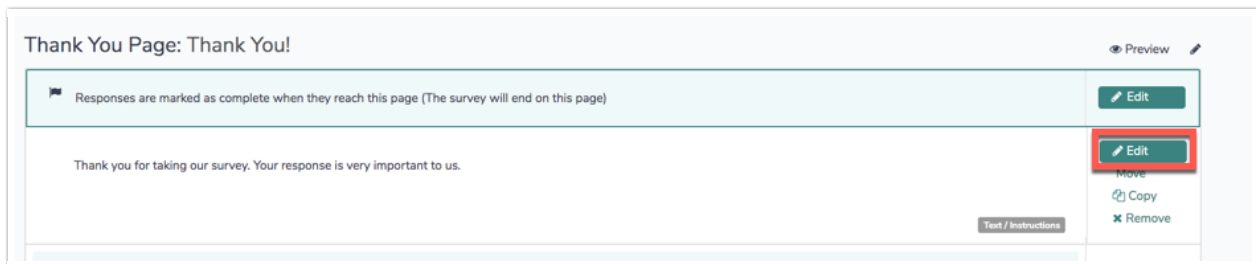 Thank You Page: Thank You!
Preview
Responses are marked as complete when they reach this page (The survey will end on this page)
Edit
Thank you for taking our survey. Your response is very important to us.
Edit
Move
Copy
Remove
Text / Instructions